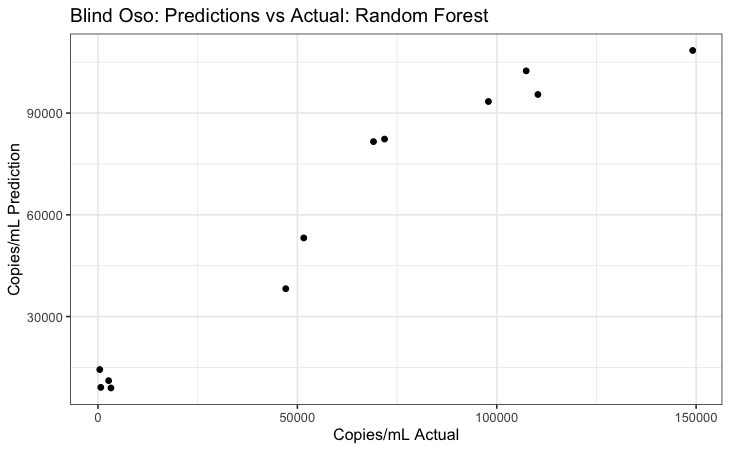 Blind Oso: Predictions vs Actual: Random Forest
Copies/mL Prediction
90000
60000
30000
0
50000
100000
150000
Copies/mL Actual